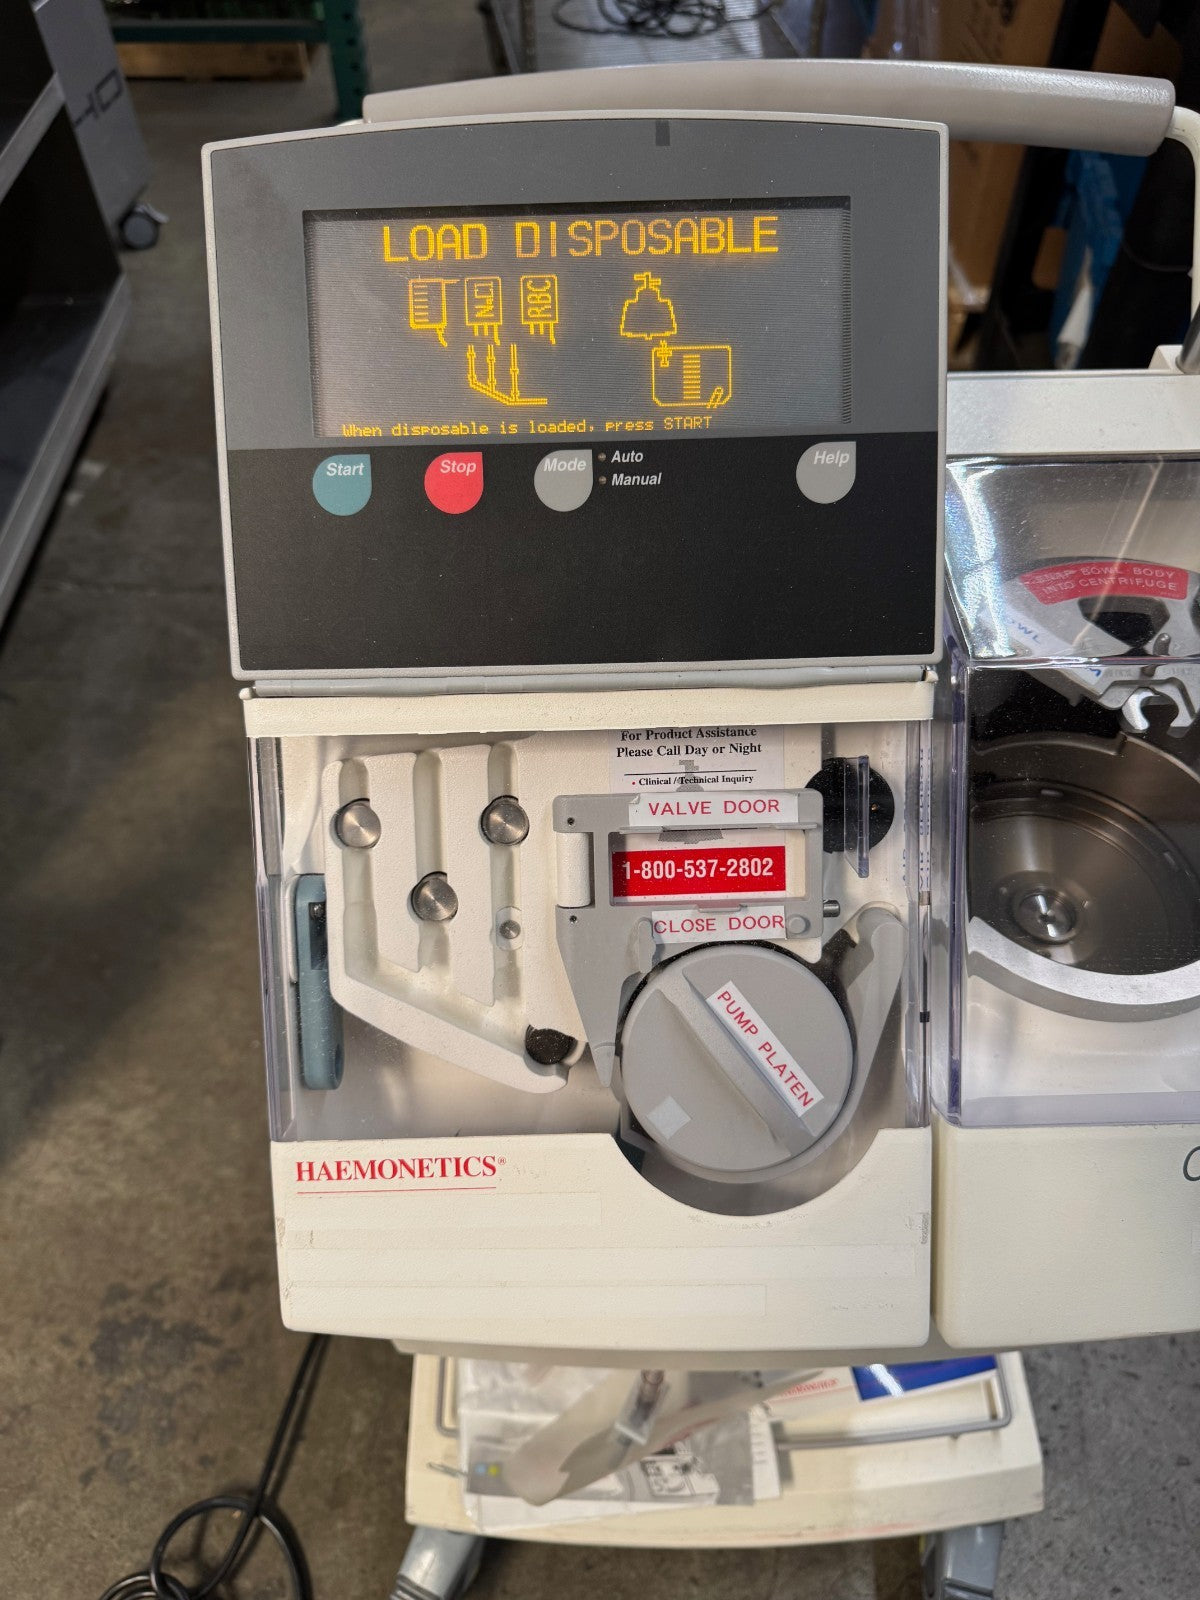 LOAD DISPOSABLE
RBC
When disposable is loaded, press START
Start
Stop
Mode
Auto
Manual
Help
SNAP BOWL BODY
INTO CENTRIFUGE
For Product Assistance
Please Call Day or Night
• Clinical / Technical Inquiry
VALVE DOOR
1-800-537-2802
CLOSE DOOR
PUMP PLATEN
HAEMONETICS®